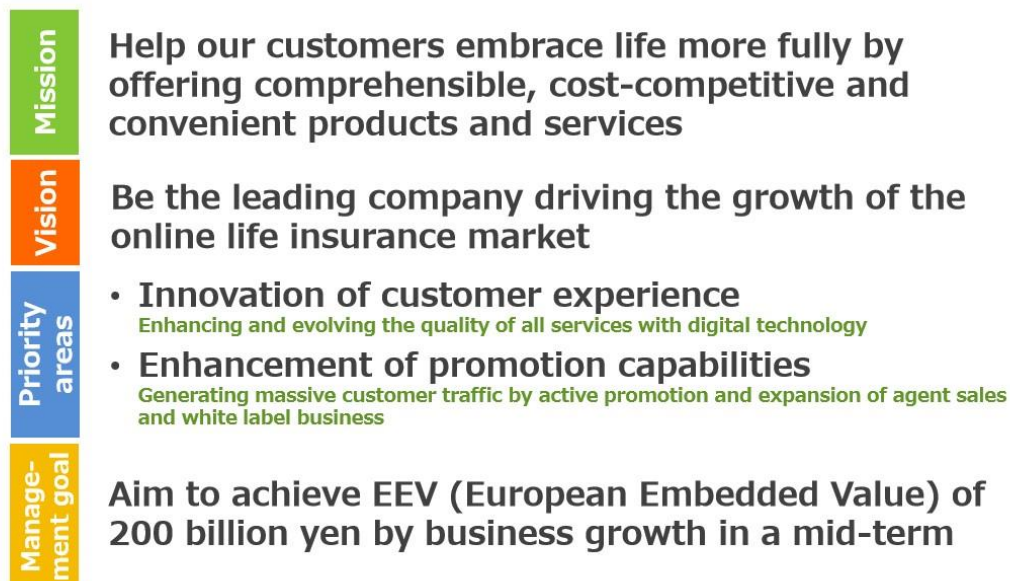 Mission
Help our customers embrace life more fully by
offering comprehensible, cost-competitive and
convenient products and services
Vision
Be the leading company driving the growth of the
online life insurance market
Priority
areas
• Innovation of customer experience
Enhancing and evolving the quality of all services with digital technology
• Enhancement of promotion capabilities
Generating massive customer traffic by active promotion and expansion of agent sales
and white label business
Manage-
ment goal
Aim to achieve EEV (European Embedded Value) of
200 billion yen by business growth in a mid-term